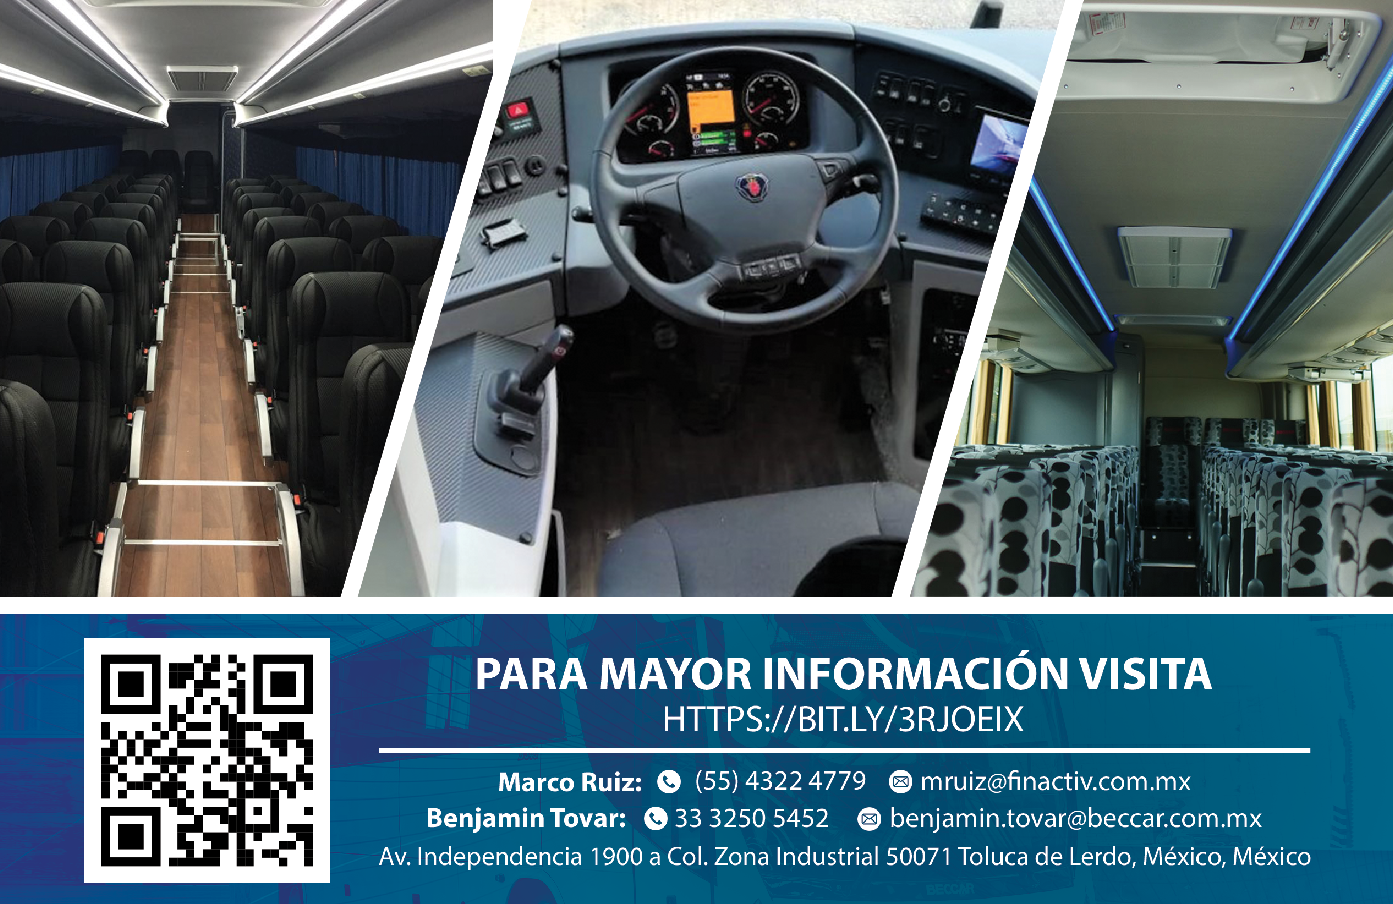 PARA MAYOR INFORMACIÓN VISITA
HTTPS://BIT.LY/3RJOEIX
Marco Ruiz: (55) 4322 4779 mruiz@finactiv.com.mx
Benjamin Tovar: 33 3250 5452 benjamin.tovar@beccar.com.mx
Av. Independencia 1900 a Col. Zona Industrial 50071 Toluca de Lerdo, México, México
BECCAR